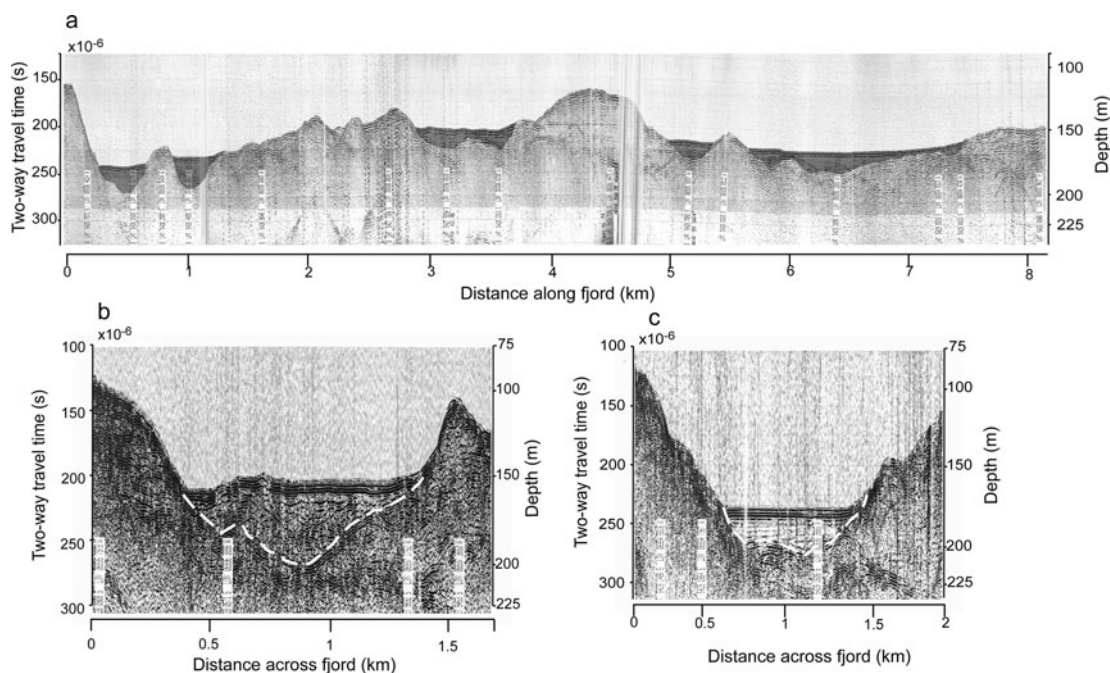 a
x10-6
Two-way travel time (s)
150
200
250
300
100
150
200
225
Depth (m)
0 1 2 3 4 5 6 7 8
Distance along fjord (km)
b
x10-6
Two-way travel time (s)
100
150
200
250
300
75
100
150
200
225
Depth (m)
0 0.5 1 1.5
Distance across fjord (km)
c
x10-6
Two-way travel time (s)
100
150
200
250
300
75
100
150
200
225
Depth (m)
0 0.5 1 1.5 2
Distance across fjord (km)